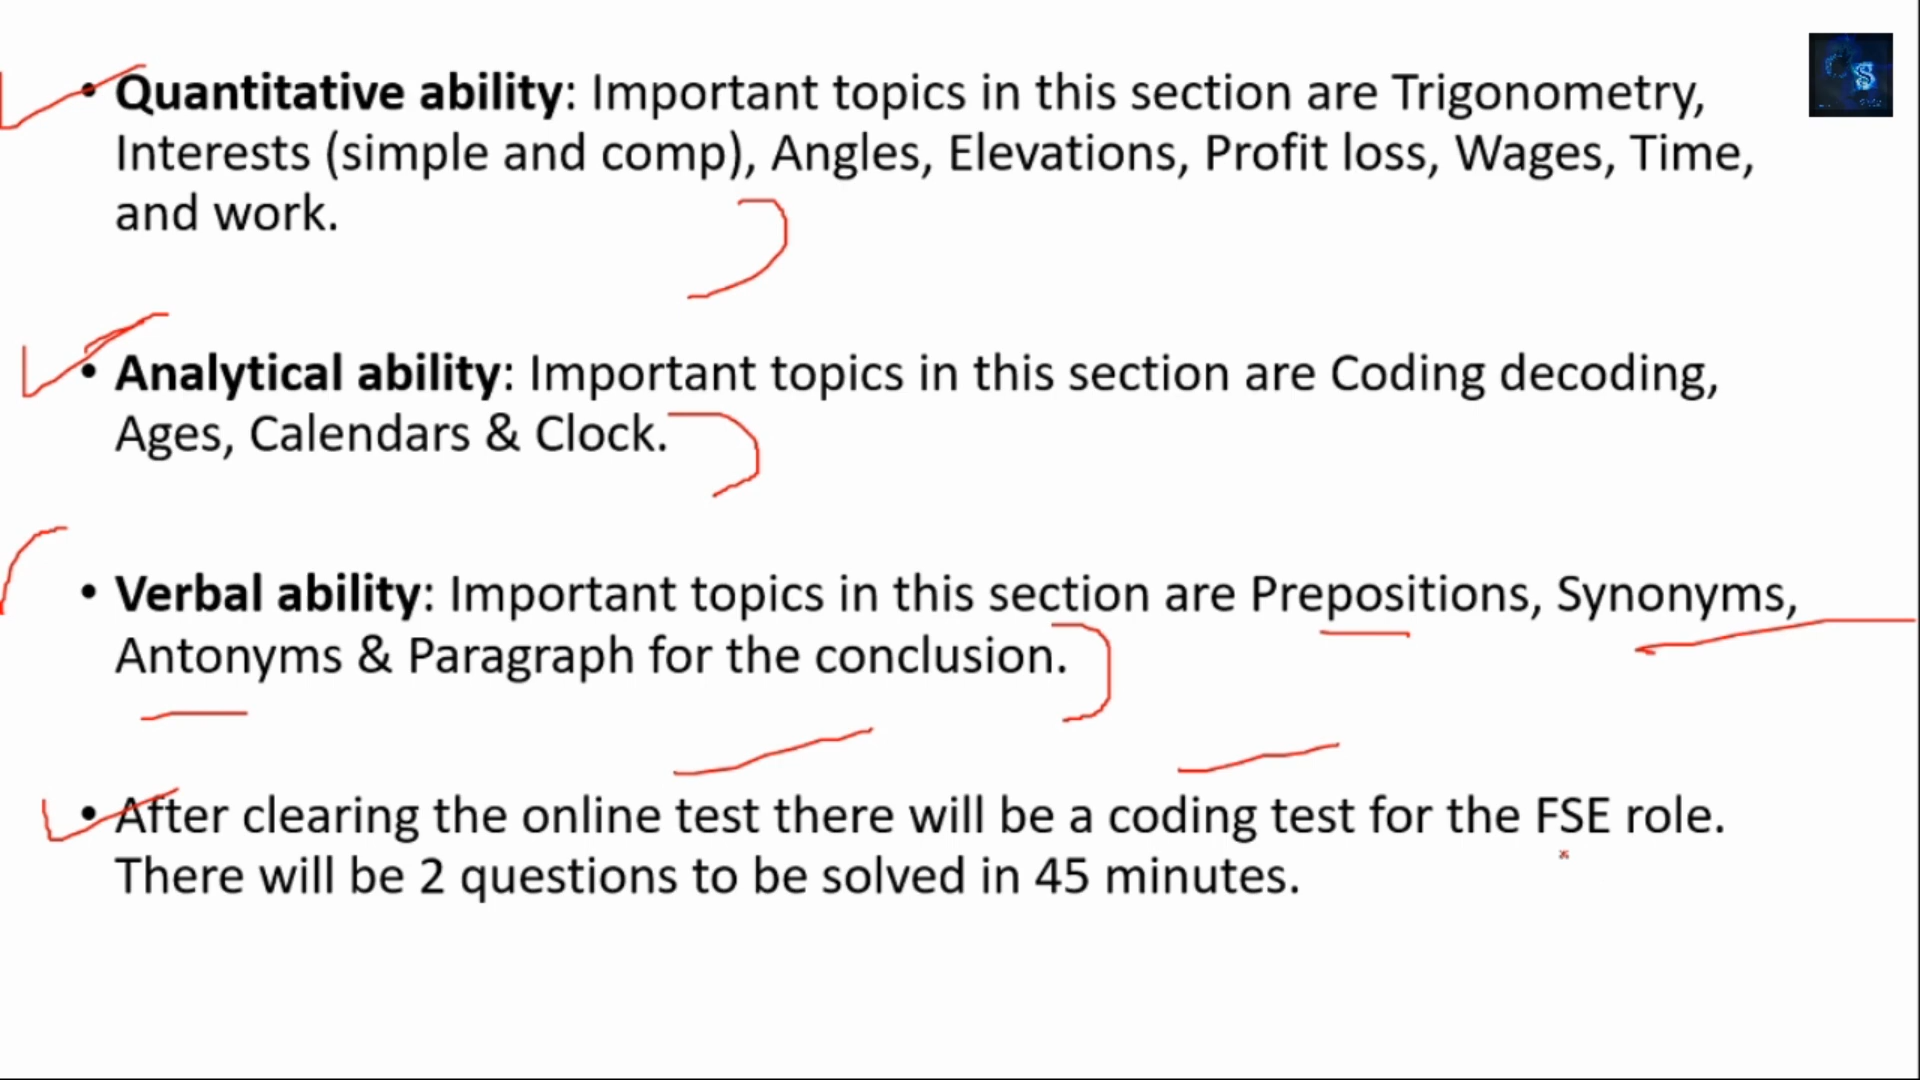 • Quantitative ability: Important topics in this section are Trigonometry,
Interests (simple and comp), Angles, Elevations, Profit loss, Wages, Time,
and work.
• Analytical ability: Important topics in this section are Coding decoding,
Ages, Calendars & Clock.
• Verbal ability: Important topics in this section are Prepositions, Synonyms,
Antonyms & Paragraph for the conclusion.
• After clearing the online test there will be a coding test for the FSE role.
There will be 2 questions to be solved in 45 minutes.